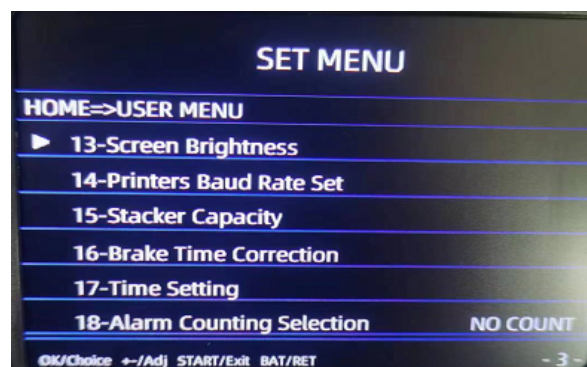 SET MENU
HOME=>USER MENU
13-Screen Brightness
14-Printers Baud Rate Set
15-Stacker Capacity
16-Brake Time Correction
17-Time Setting
18-Alarm Counting Selection NO COUNT
OK/Choice +-/Adj START/Exit BAT/RET - 3 -